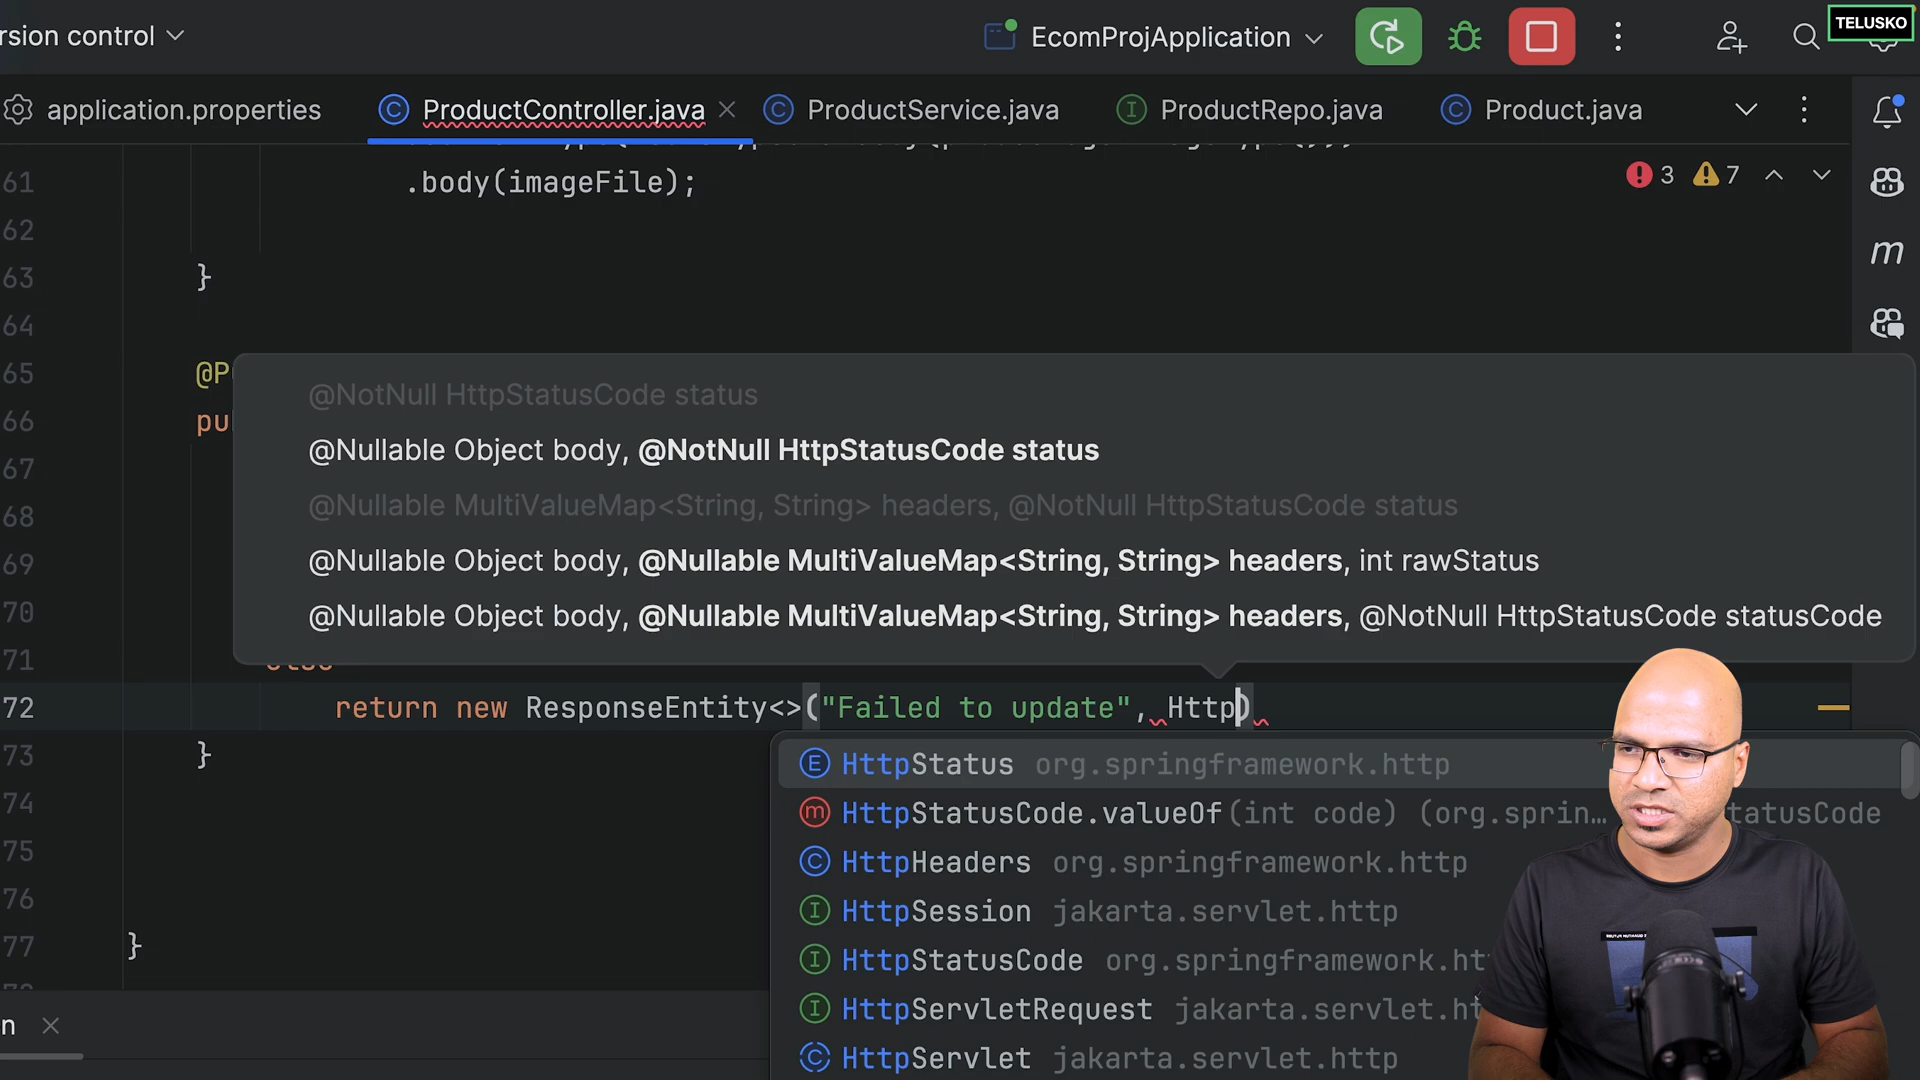 rsion control
EcomProjApplication
TELUSKO
application.properties
ProductController.java
ProductService.java
ProductRepo.java
Product.java
61 .body(imageFile);
3
7
62
63 }
64
65 @P
66 pu
67
68
69
70
71 else
@NotNull HttpStatusCode status
@Nullable Object body, @NotNull HttpStatusCode status
@Nullable MultiValueMap<String, String> headers, @NotNull HttpStatusCode status
@Nullable Object body, @Nullable MultiValueMap<String, String> headers, int rawStatus
@Nullable Object body, @Nullable MultiValueMap<String, String> headers, @NotNull HttpStatusCode statusCode
72 return new ResponseEntity<>("Failed to update", Http)
73 }
74
75
76
77 }
HttpStatus org.springframework.http
HttpStatusCode.valueOf(int code) (org.sprin… tatusCode
HttpHeaders org.springframework.http
HttpSession jakarta.servlet.http
HttpStatusCode org.springframework.ht
HttpServletRequest jakarta.servlet.ht
HttpServlet jakarta.servlet.http
n